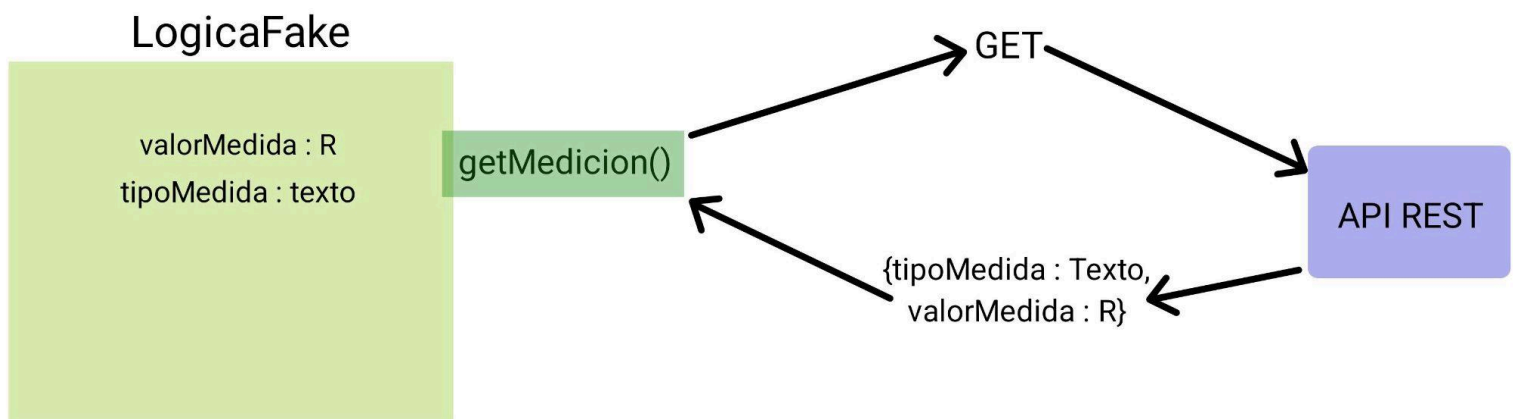 LogicaFake
valorMedida : R
tipoMedida : texto
getMedicion()
GET
API REST
{tipoMedida : Texto,
valorMedida : R}